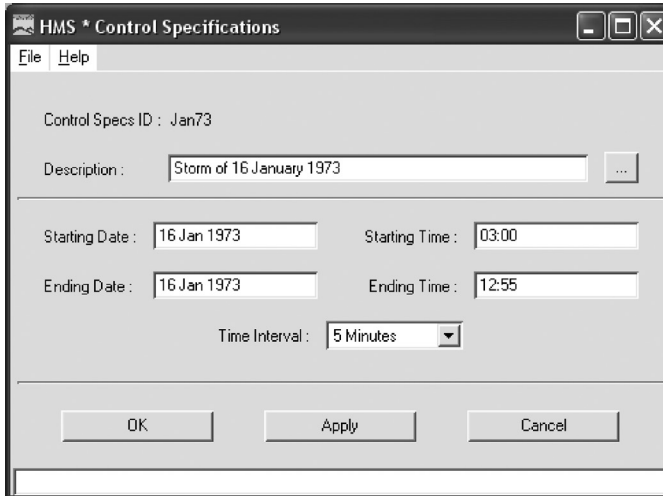 HMS * Control Specifications
File Help
Control Specs ID : Jan73
Description : Storm of 16 January 1973 ...
Starting Date : 16 Jan 1973 Starting Time : 03:00
Ending Date : 16 Jan 1973 Ending Time : 12:55
Time Interval : 5 Minutes
OK Apply Cancel